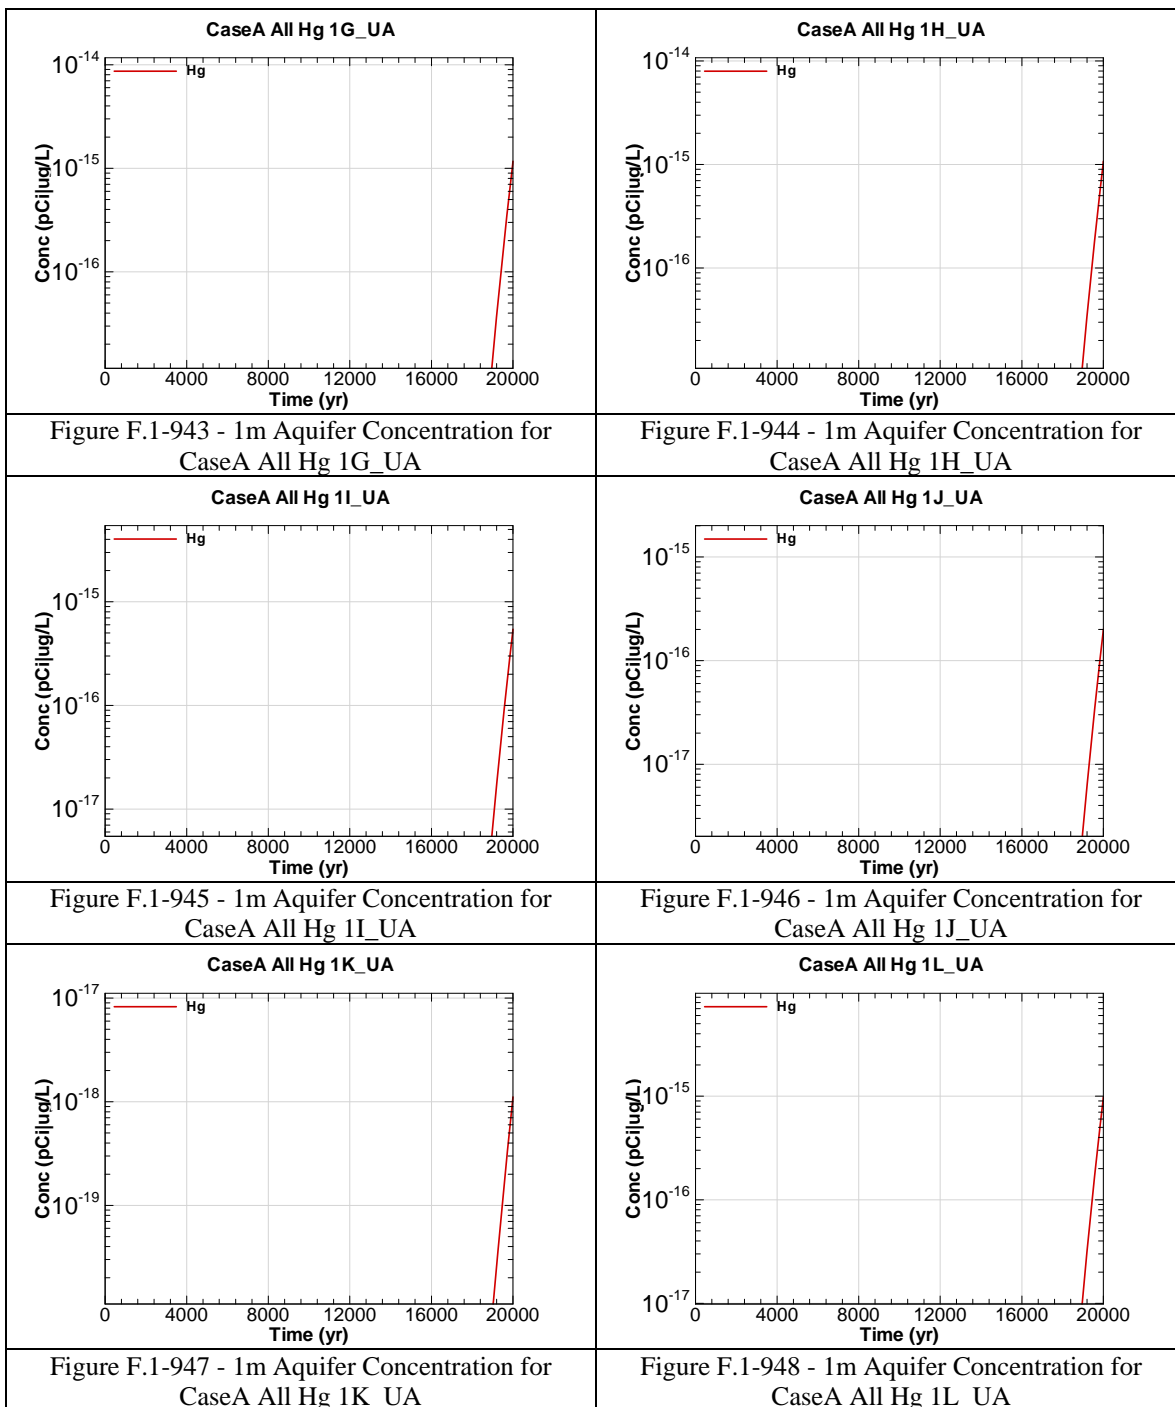 CaseA All Hg 1G_UA
Hg
10-14
10-15
10-16
Conc (pCi|ug/L)
0 4000 8000 12000 16000 20000
Time (yr)
Figure F.1-943 - 1m Aquifer Concentration for
CaseA All Hg 1G_UA
CaseA All Hg 1H_UA
Hg
10-14
10-15
10-16
Conc (pCi|ug/L)
0 4000 8000 12000 16000 20000
Time (yr)
Figure F.1-944 - 1m Aquifer Concentration for
CaseA All Hg 1H_UA
CaseA All Hg 1I_UA
Hg
10-15
10-16
10-17
Conc (pCi|ug/L)
0 4000 8000 12000 16000 20000
Time (yr)
Figure F.1-945 - 1m Aquifer Concentration for
CaseA All Hg 1I_UA
CaseA All Hg 1J_UA
Hg
10-15
10-16
10-17
Conc (pCi|ug/L)
0 4000 8000 12000 16000 20000
Time (yr)
Figure F.1-946 - 1m Aquifer Concentration for
CaseA All Hg 1J_UA
CaseA All Hg 1K_UA
Hg
10-17
10-18
10-19
Conc (pCi|ug/L)
0 4000 8000 12000 16000 20000
Time (yr)
Figure F.1-947 - 1m Aquifer Concentration for
CaseA All Hg 1K_UA
CaseA All Hg 1L_UA
Hg
10-15
10-16
10-17
Conc (pCi|ug/L)
0 4000 8000 12000 16000 20000
Time (yr)
Figure F.1-948 - 1m Aquifer Concentration for
CaseA All Hg 1L_UA